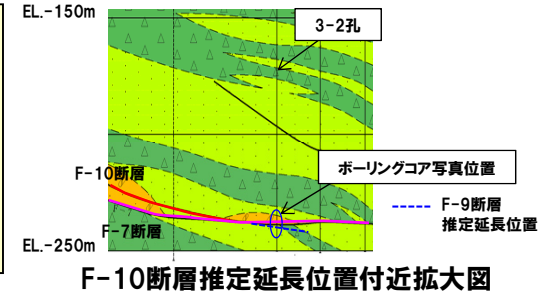 EL.-150m
3-2孔
ボーリングコア写真位置
F-10断層
F-9断層
推定延長位置
F-7断層
EL.-250m
F-10断層推定延長位置付近拡大図